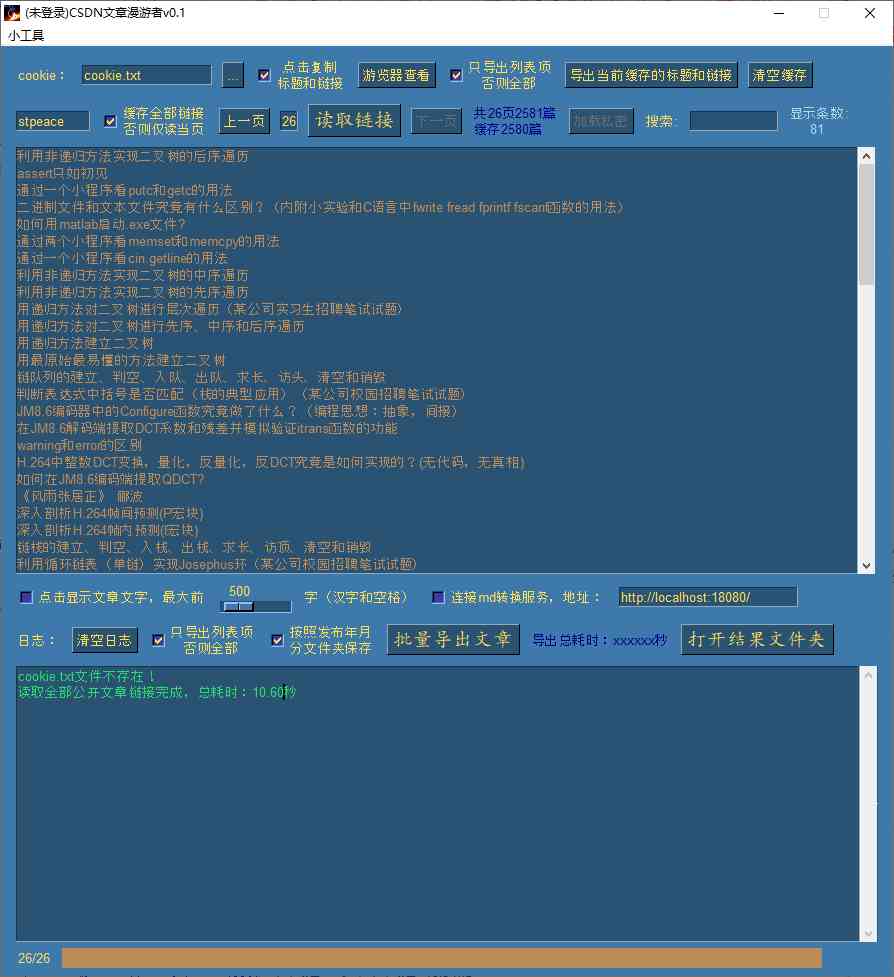 (未登录)CSDN文章漫游者v0.1
小工具
cookie： cookie.txt ... 点击复制 标题和链接 游览器查看 只导出列表项 否则全部 导出当前缓存的标题和链接 清空缓存
stpeace 缓存全部链接 否则仅读当页 上一页 26 读取链接 下一页 共26页2581篇 缓存2580篇 加载私密 搜索: 显示条数: 81
利用非递归方法实现二叉树的后序遍历
assert只如初见
通过一个小程序看putc和getc的用法
二进制文件和文本文件究竟有什么区别？（内附小实验和C语言中fwrite fread fprintf fscanf函数的用法）
如何用matlab启动.exe文件?
通过两个小程序看memset和memcpy的用法
通过一个小程序看cin.getline的用法
利用非递归方法实现二叉树的中序遍历
利用非递归方法实现二叉树的先序遍历
用递归方法对二叉树进行层次遍历（某公司实习生招聘笔试试题）
用递归方法对二叉树进行先序、中序和后序遍历
用递归方法建立二叉树
用最原始最易懂的方法建立二叉树
链队列的建立、判空、入队、出队、求长、访头、清空和销毁
判断表达式中括号是否匹配（栈的典型应用）（某公司校园招聘笔试试题）
JM8.6编码器中的Configure函数究竟做了什么？（编程思想：抽象，间接）
在JM8.6解码端提取DCT系数和残差并模拟验证itrans函数的功能
warning和error的区别
H.264中整数DCT变换，量化，反量化，反DCT究竟是如何实现的？(无代码，无真相)
如何在JM8.6编码端提取QDCT?
《风雨张居正》 郦波
深入剖析H.264帧间预测(P宏块)
深入剖析H.264帧内预测(I宏块)
链栈的建立、判空、入栈、出栈、求长、访顶、清空和销毁
利用循环链表（单链）实现Josephus环（某公司校园招聘笔试试题)
点击显示文章文字，最大前 500 字（汉字和空格） 连接md转换服务，地址： http://localhost:18080/
日志： 清空日志 只导出列表项 否则全部 按照发布年月 分文件夹保存 批量导出文章 导出总耗时：xxxxxx秒 打开结果文件夹
cookie.txt文件不存在！
读取全部公开文章链接完成，总耗时：10.60秒
26/26